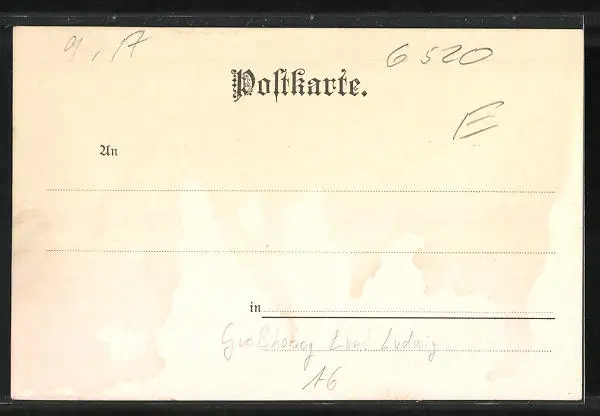 9, 17
6520
Postkarte.
E
An
in
Großherzog Ernst Ludwig
16